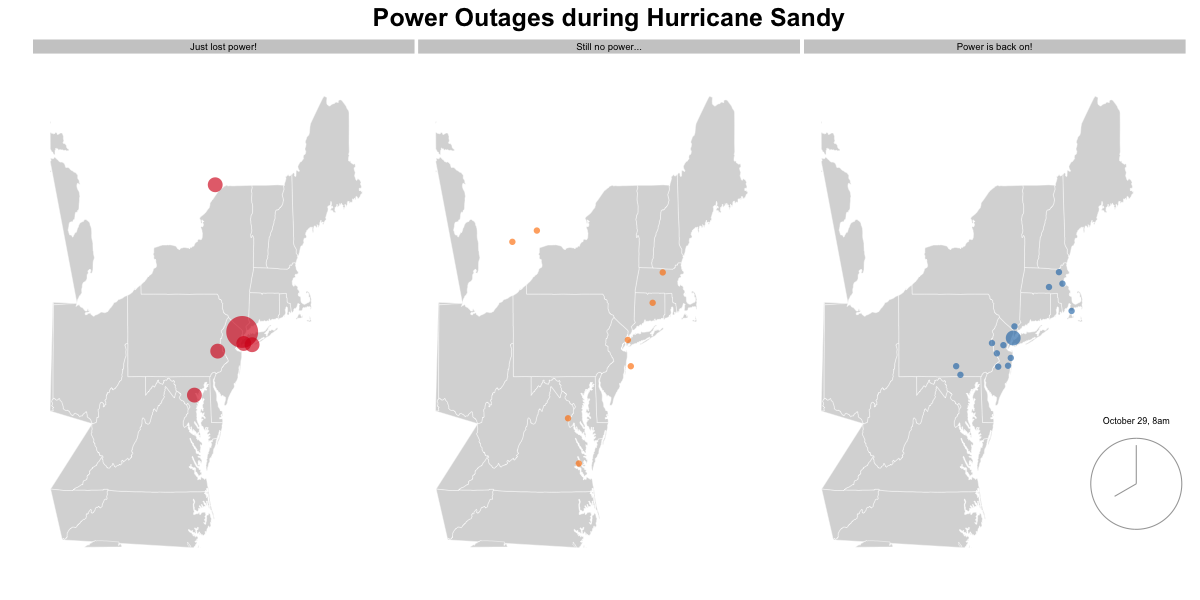 Power Outages during Hurricane Sandy
Just lost power!
Still no power...
Power is back on!
October 29, 8am